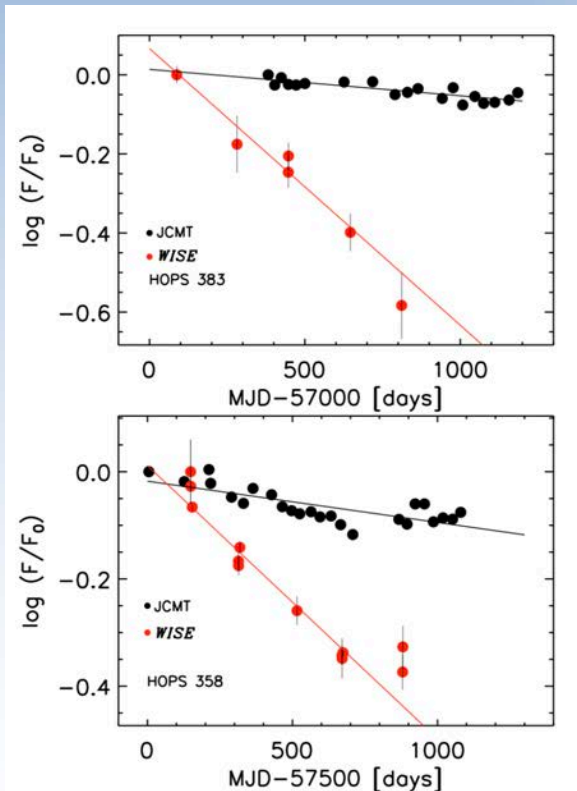 0.0
−0.2
−0.4
−0.6
log (F/F₀)
JCMT
WISE
HOPS 383
0 500 1000
MJD−57000 [days]
0.0
−0.2
−0.4
log (F/F₀)
JCMT
WISE
HOPS 358
0 500 1000
MJD−57500 [days]